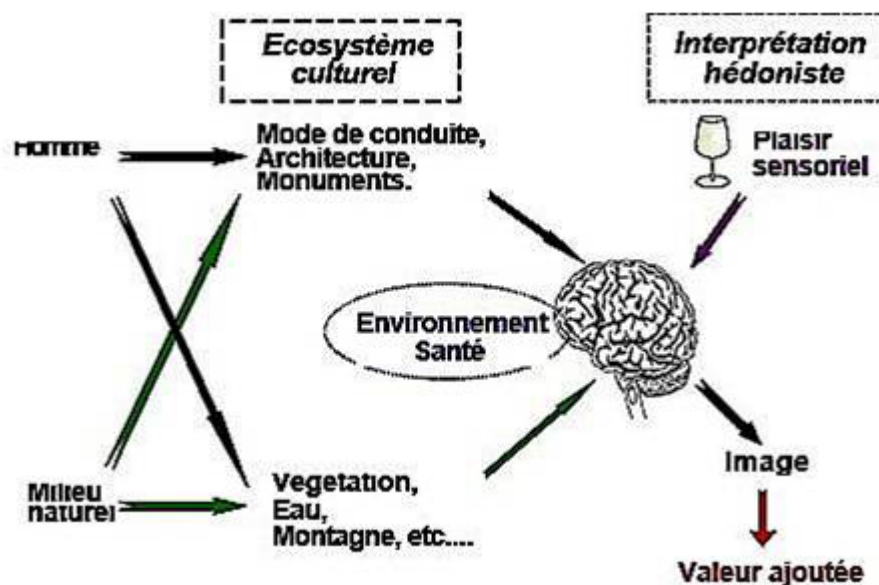 Ecosystème
culturel
Interprétation
hédoniste
Homme
Mode de conduite,
Architecture,
Monuments.
Plaisir
sensoriel
Environnement
Santé
Milieu
naturel
Vegetation,
Eau,
Montagne, etc....
Image
Valeur ajoutée